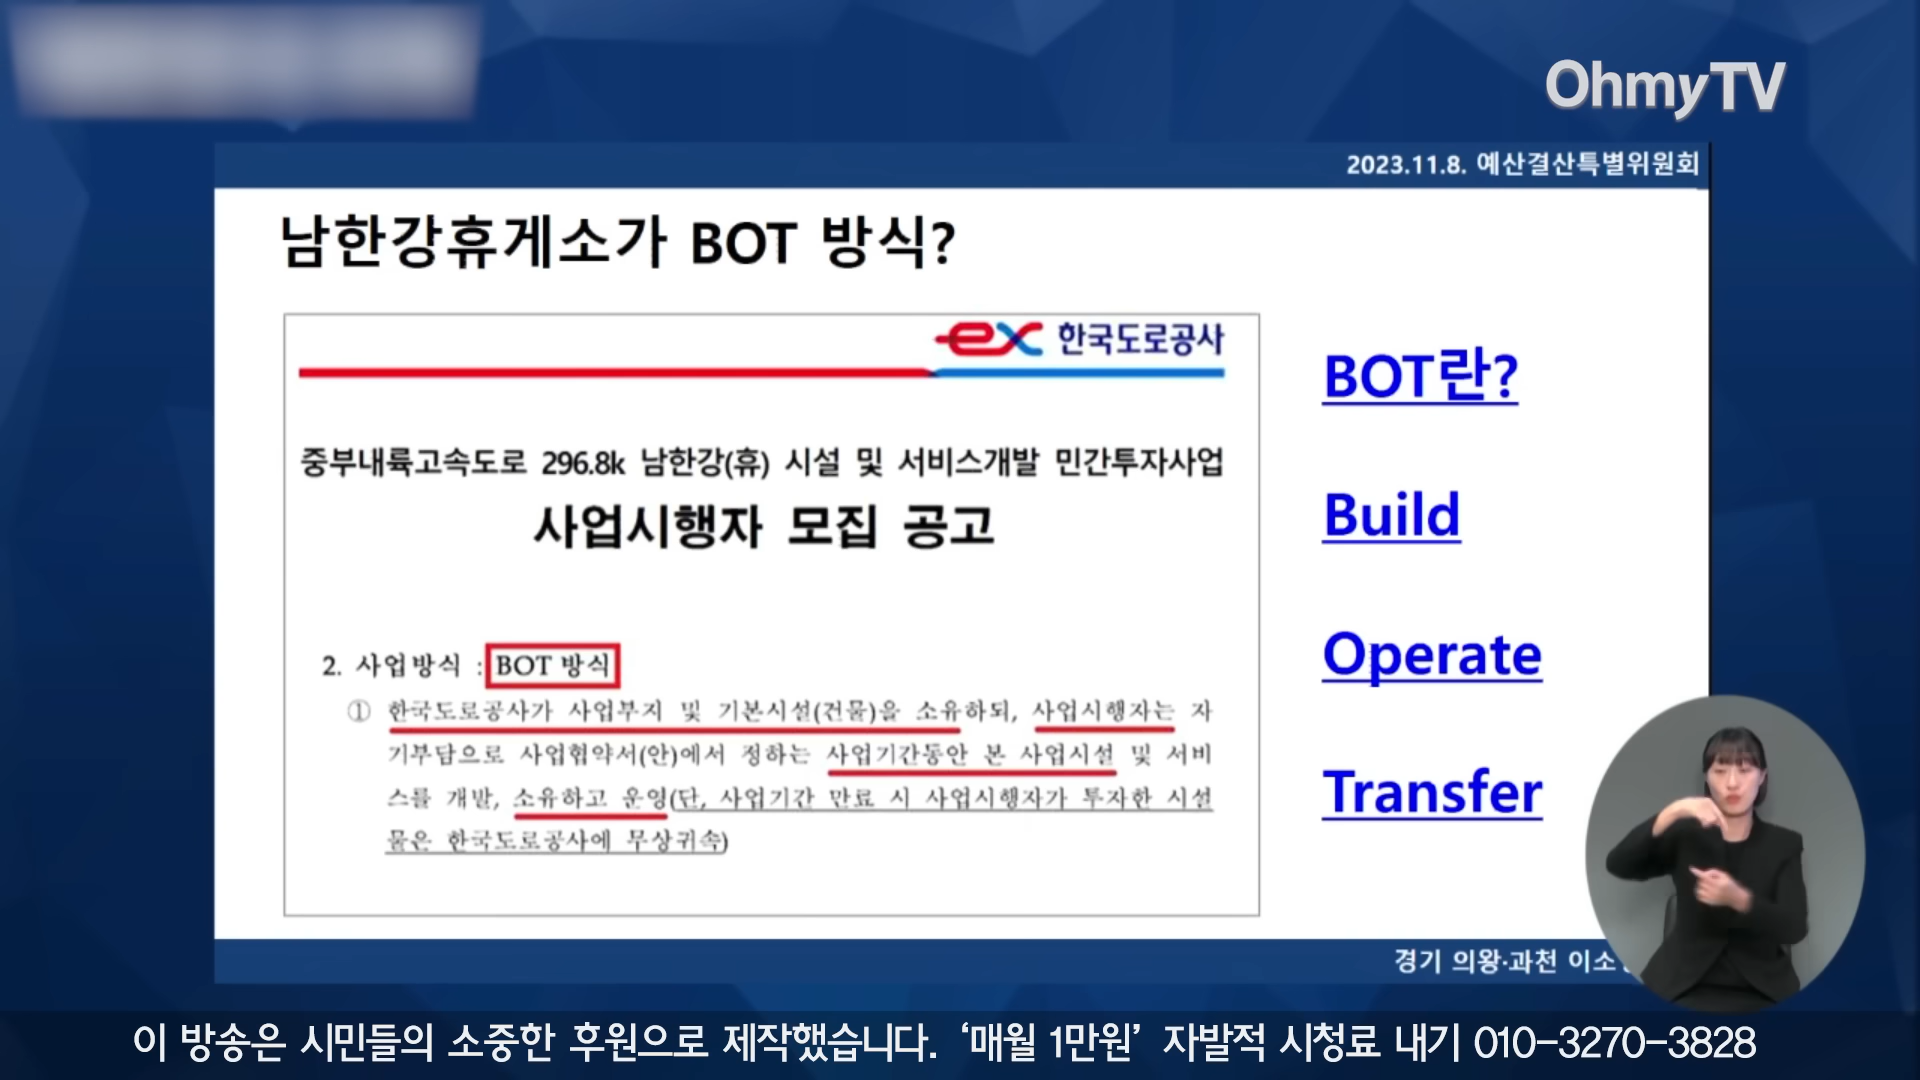 OhmyTV
2023.11.8. 예산결산특별위원회
남한강휴게소가 BOT 방식?
ex 한국도로공사
중부내륙고속도로 296.8k 남한강(휴) 시설 및 서비스개발 민간투자사업
사업시행자 모집 공고
2. 사업방식 : BOT 방식
① 한국도로공사가 사업부지 및 기본시설(건물)을 소유하되, 사업시행자는 자
기부담으로 사업협약서(안)에서 정하는 사업기간동안 본 사업시설 및 서비
스를 개발, 소유하고 운영(단, 사업기간 만료 시 사업시행자가 투자한 시설
물은 한국도로공사에 무상귀속)
BOT란?
Build
Operate
Transfer
경기 의왕·과천 이소
이 방송은 시민들의 소중한 후원으로 제작했습니다. ‘매월 1만원’ 자발적 시청료 내기 010-3270-3828